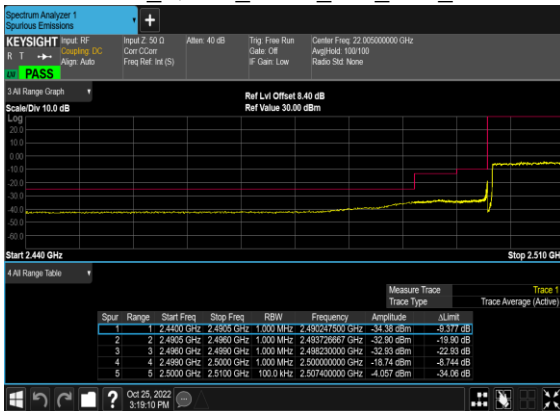 Spectrum Analyzer 1
Spurious Emissions
KEYSIGHT Input: RF Input Z: 50 Ω Atten: 40 dB Trig: Free Run Center Freq: 22.005000000 GHz
R T Coupling: DC Corr CCorr Gate: Off Avg|Hold: 100/100
Align: Auto Freq Ref: Int (S) IF Gain: Low Radio Std: None
PASS
3 All Range Graph
Ref Lvl Offset 8.40 dB
Scale/Div 10.0 dB Ref Value 30.00 dBm
Log
20.0
10.0
0.00
-10.0
-20.0
-30.0
-40.0
-50.0
-60.0
Start 2.440 GHz Stop 2.510 GH
4 All Range Table
Measure Trace Trace 1
Trace Type Trace Average (Active)
Spur Range Start Freq Stop Freq RBW Frequency Amplitude ΔLimit
1 1 2.4400 GHz 2.4905 GHz 1.000 MHz 2.490247500 GHz -34.38 dBm -9.377 dB
2 2 2.4905 GHz 2.4960 GHz 1.000 MHz 2.493726667 GHz -32.90 dBm -19.90 dB
3 3 2.4960 GHz 2.4990 GHz 1.000 MHz 2.498230000 GHz -32.93 dBm -22.93 dB
4 4 2.4990 GHz 2.5000 GHz 1.000 MHz 2.500000000 GHz -18.74 dBm -8.744 dB
5 5 2.5000 GHz 2.5100 GHz 100.0 kHz 2.507400000 GHz -4.057 dBm -34.06 dB
Oct 25, 2022
3:19:10 PM